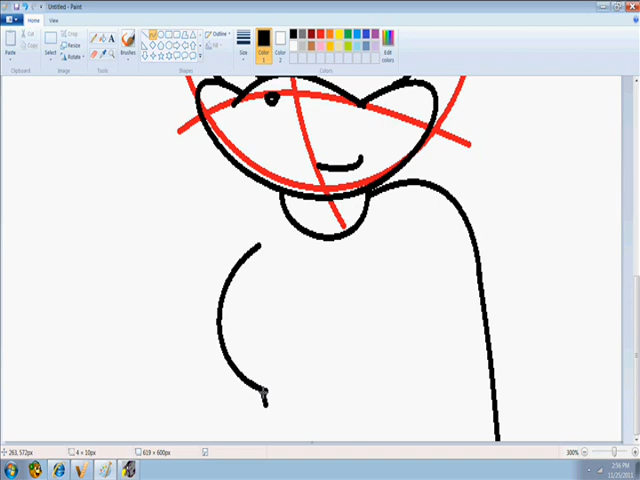 Untitled - Paint
Home
View
Paste
Cut
Copy
Clipboard
Select
Crop
Resize
Rotate
Image
A
Tools
Brushes
Outline
Fill
Shapes
Size
Color 1
Color 2
Edit colors
Colors
263, 572px
4 × 10px
619 × 600px
300%
2:56 PM
11/25/2011